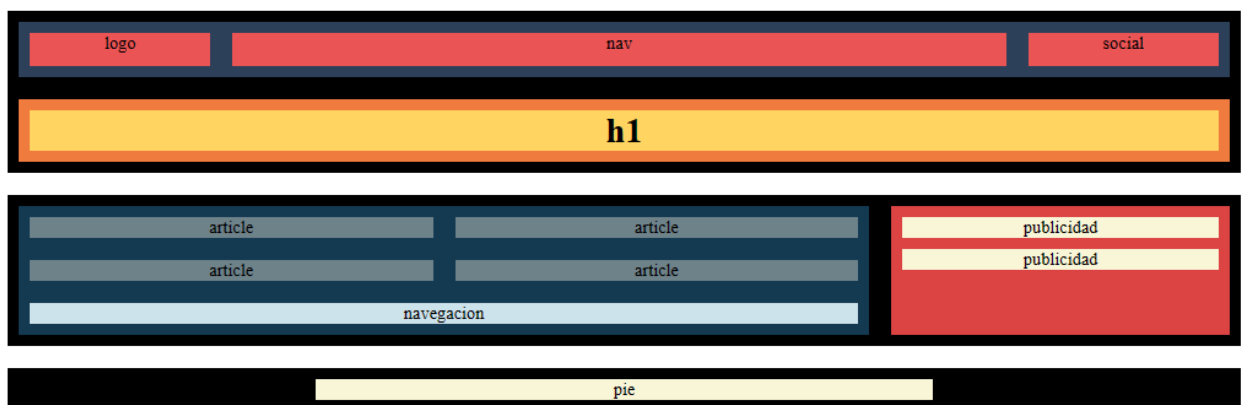 logo nav social
h1
article article publicidad
article article publicidad
navegacion
pie